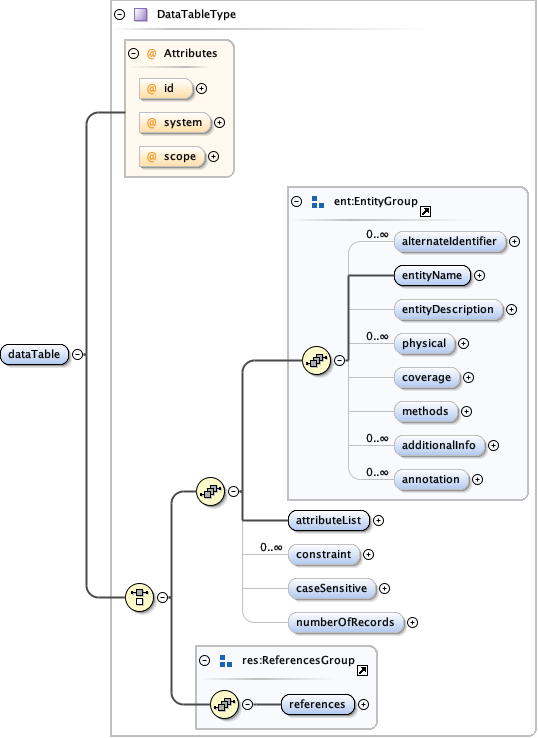 DataTableType
@ Attributes
@ id
@ system
@ scope
ent:EntityGroup
0..∞
alternateIdentifier
entityName
entityDescription
0..∞
physical
dataTable
coverage
methods
0..∞
additionalInfo
0..∞
annotation
attributeList
0..∞
constraint
caseSensitive
numberOfRecords
res:ReferencesGroup
references